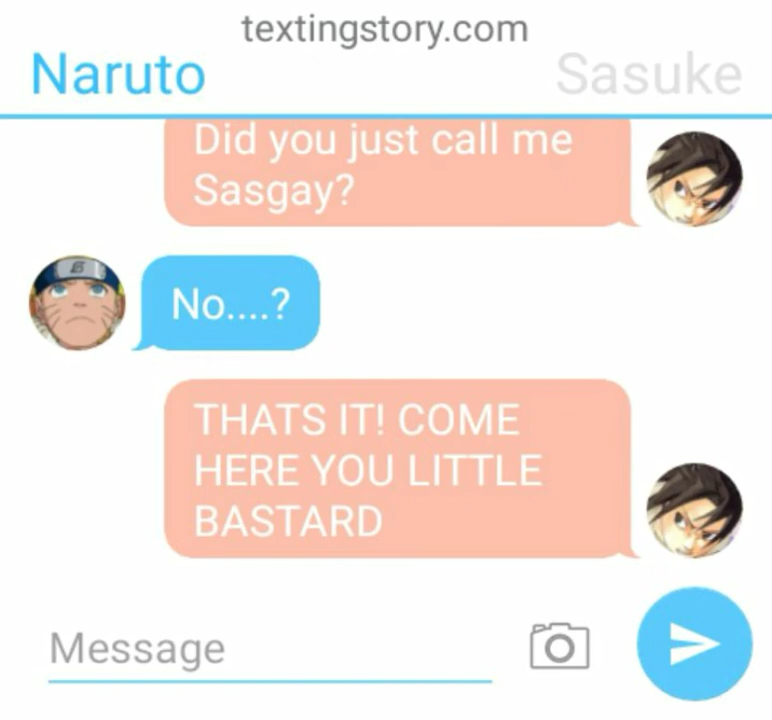 textingstory.com
Naruto
Sasuke
Did you just call me
Sasgay?
No....?
THATS IT! COME
HERE YOU LITTLE
BASTARD
Message